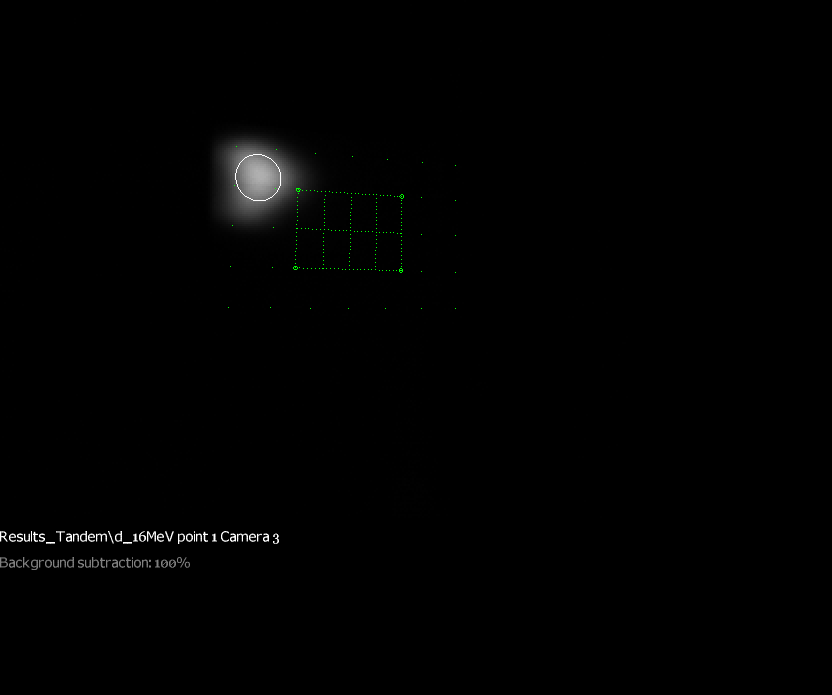 Results_Tandem\d_16MeV point 1 Camera 3
Background subtraction: 100%